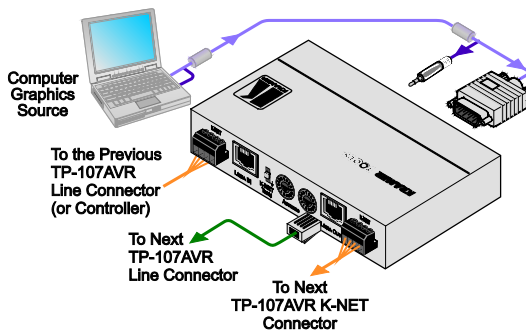 Computer
Graphics
Source
To the Previous
TP-107AVR
Line Connector
(or Controller)
To Next
TP-107AVR
Line Connector
To Next
TP-107AVR K-NET
Connector